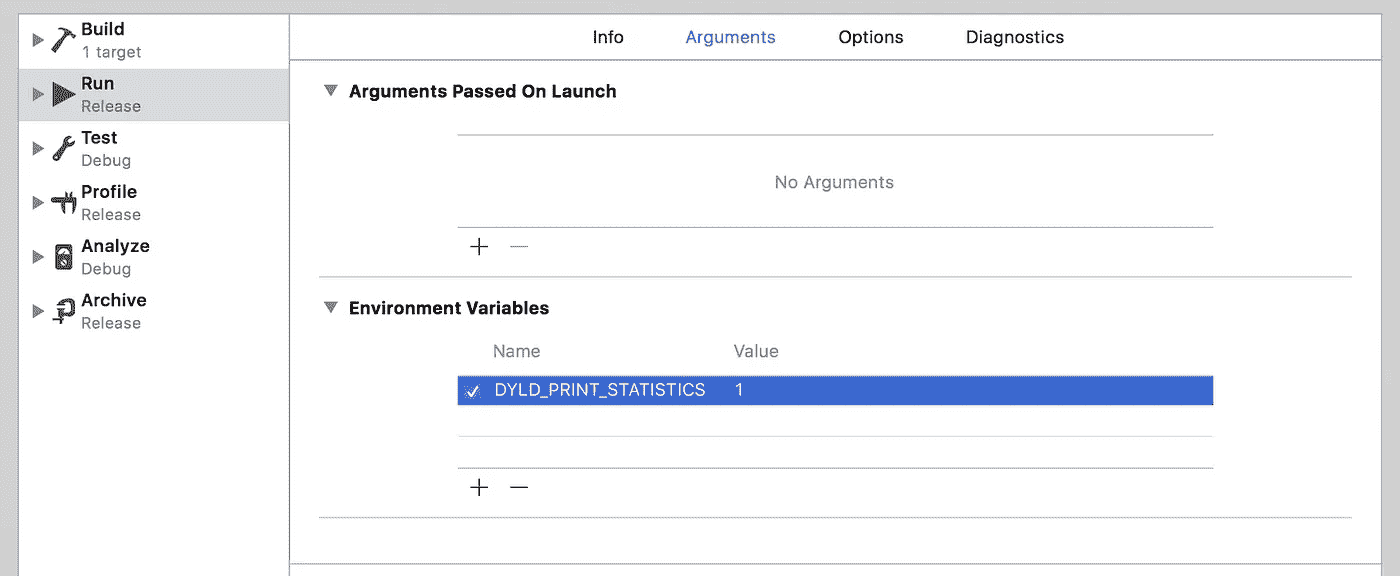 Build
1 target
Run
Release
Test
Debug
Profile
Release
Analyze
Debug
Archive
Release
Info Arguments Options Diagnostics
Arguments Passed On Launch
No Arguments
Environment Variables
Name Value
DYLD_PRINT_STATISTICS 1